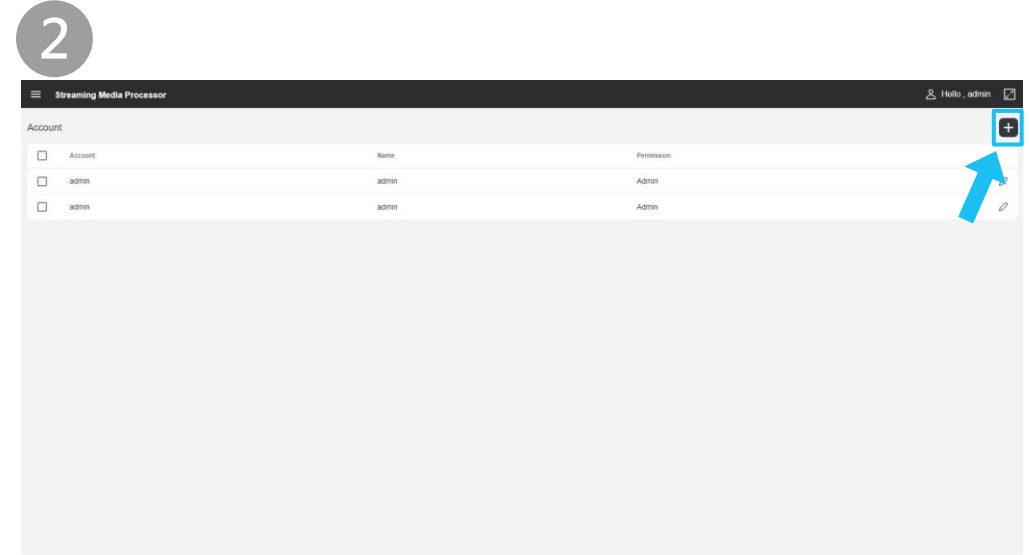 2
Streaming Media Processor Hello , admin
Account
Account Name Permission
admin admin Admin
admin admin Admin